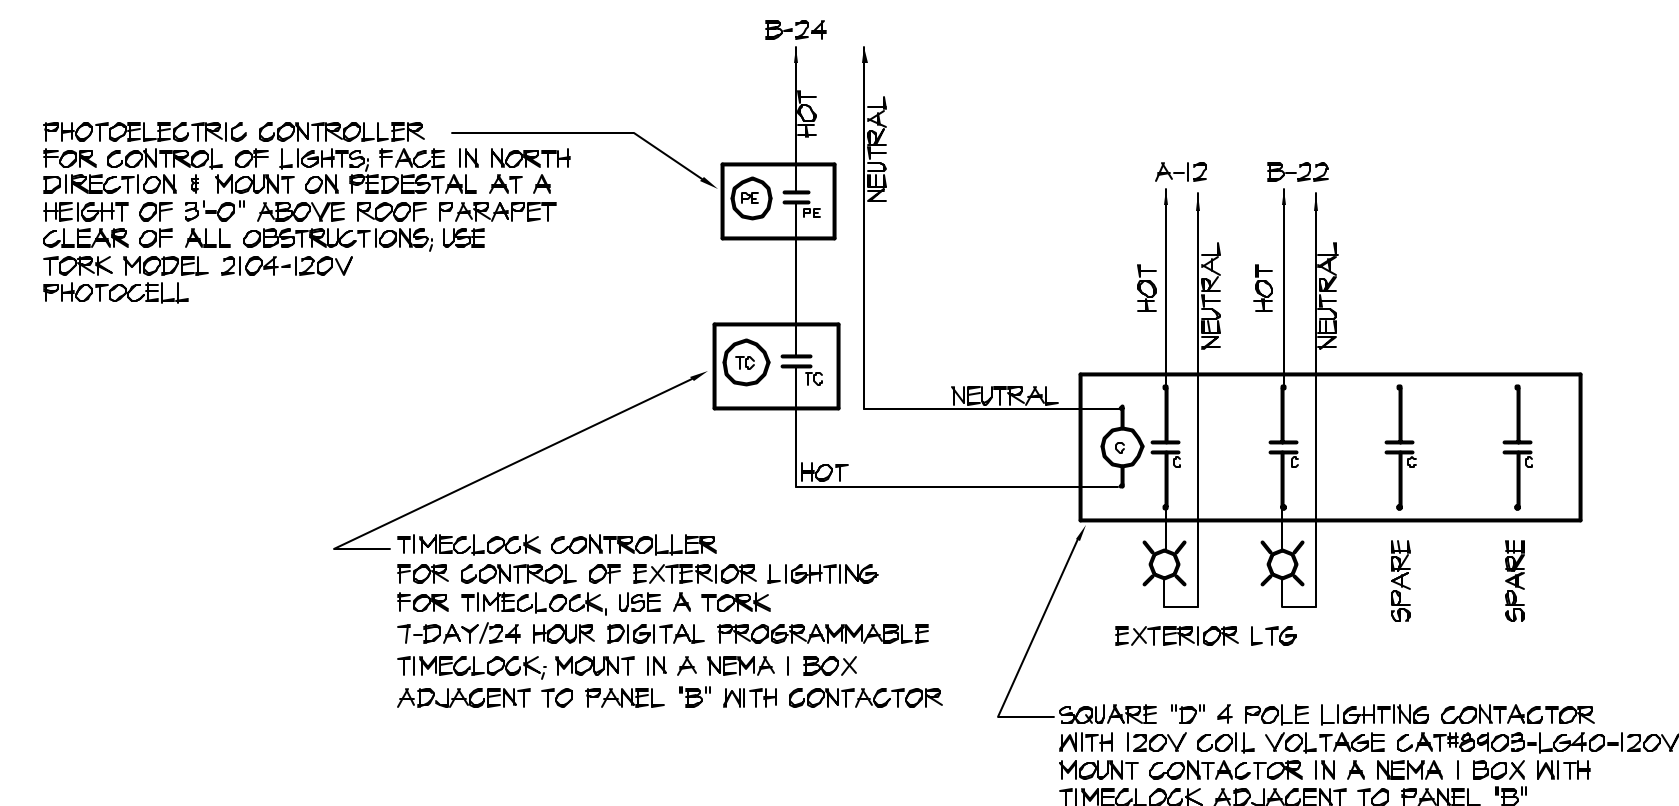 B-24
HOT
NEUTRAL
PHOTOELECTRIC CONTROLLER
FOR CONTROL OF LIGHTS; FACE IN NORTH
DIRECTION & MOUNT ON PEDESTAL AT A
HEIGHT OF 3'-0" ABOVE ROOF PARAPET
CLEAR OF ALL OBSTRUCTIONS; USE
TORK MODEL 2104-120V
PHOTOCELL
PE
PE
A-12
B-22
HOT
NEUTRAL
HOT
NEUTRAL
TC
TC
NEUTRAL
HOT
C
C
C
C
C
TIMECLOCK CONTROLLER
FOR CONTROL OF EXTERIOR LIGHTING
FOR TIMECLOCK, USE A TORK
7-DAY/24 HOUR DIGITAL PROGRAMMABLE
TIMECLOCK; MOUNT IN A NEMA 1 BOX
ADJACENT TO PANEL "B" WITH CONTACTOR
SPARE
SPARE
EXTERIOR LTG
SQUARE "D" 4 POLE LIGHTING CONTACTOR
WITH 120V COIL VOLTAGE CAT#8903-LG40-120V
MOUNT CONTACTOR IN A NEMA 1 BOX WITH
TIMECLOCK ADJACENT TO PANEL "B"